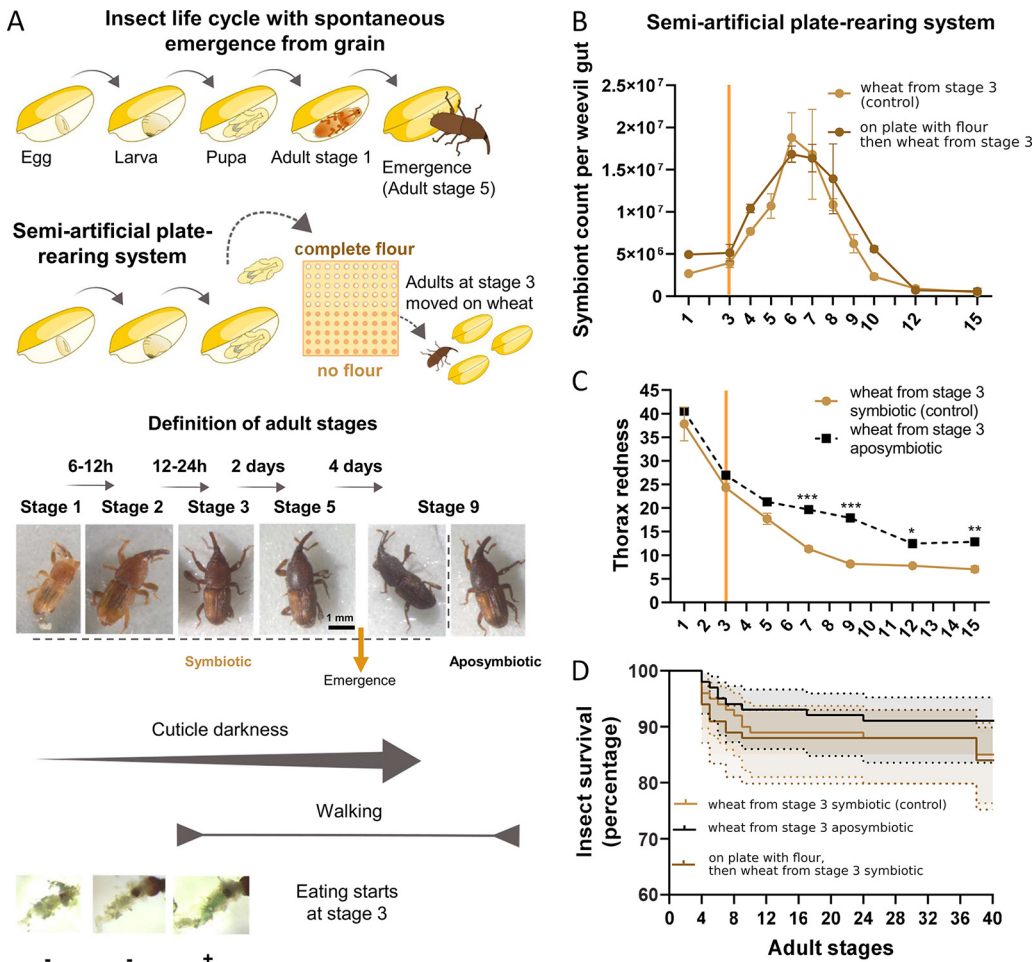 A
Insect life cycle with spontaneous
emergence from grain
Egg
Larva
Pupa
Adult stage 1
Emergence
(Adult stage 5)
Semi-artificial plate-
rearing system
complete flour
no flour
Adults at stage 3
moved on wheat
Definition of adult stages
6-12h
12-24h
2 days
4 days
Stage 1
Stage 2
Stage 3
Stage 5
Stage 9
1 mm
Symbiotic
Aposymbiotic
Emergence
Cuticle darkness
Walking
Eating starts
at stage 3
- - +
B
Semi-artificial plate-rearing system
Symbiont count per weevil gut
2.5×10⁷
2×10⁷
1.5×10⁷
1×10⁷
5×10⁶
0
1 3 4 5 6 7 8 9 10 12 15
wheat from stage 3
(control)
on plate with flour
then wheat from stage 3
C
Thorax redness
45
40
35
30
25
20
15
10
5
0
1 2 3 4 5 6 7 8 9 10 11 12 13 14 15
wheat from stage 3
symbiotic (control)
wheat from stage 3
aposymbiotic
*** *** * **
D
Insect survival
(percentage)
100
90
80
70
60
0 4 8 12 16 20 24 28 32 36 40
wheat from stage 3 symbiotic (control)
wheat from stage 3 aposymbiotic
on plate with flour,
then wheat from stage 3 symbiotic
Adult stages